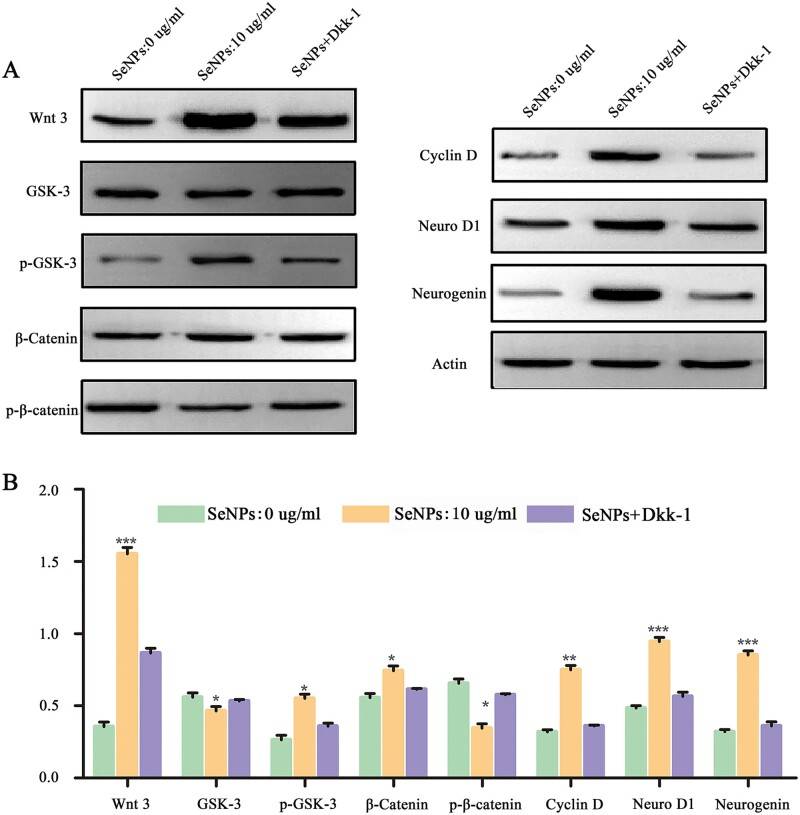 A
SeNPs:0 ug/ml
SeNPs:10 ug/ml
SeNPs+Dkk-1
Wnt 3
GSK-3
p-GSK-3
β-Catenin
p-β-catenin
SeNPs:0 ug/ml
SeNPs:10 ug/ml
SeNPs+Dkk-1
Cyclin D
Neuro D1
Neurogenin
Actin
B
SeNPs:0 ug/ml
SeNPs:10 ug/ml
SeNPs+Dkk-1
2.0
1.5
1.0
0.5
0.0
***
*
*
*
*
**
***
***
Wnt 3
GSK-3
p-GSK-3
β-Catenin
p-β-catenin
Cyclin D
Neuro D1
Neurogenin